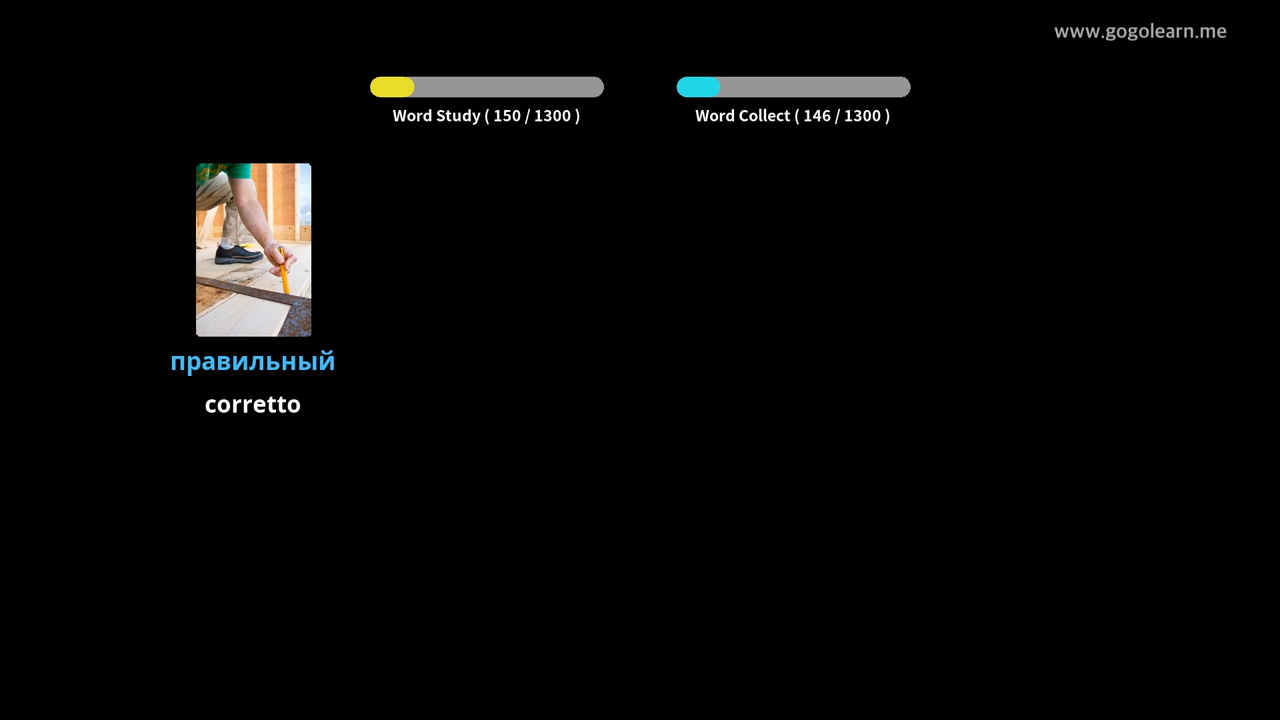 www.gogolearn.me
Word Study ( 150 / 1300 )
Word Collect ( 146 / 1300 )
правильный
corretto